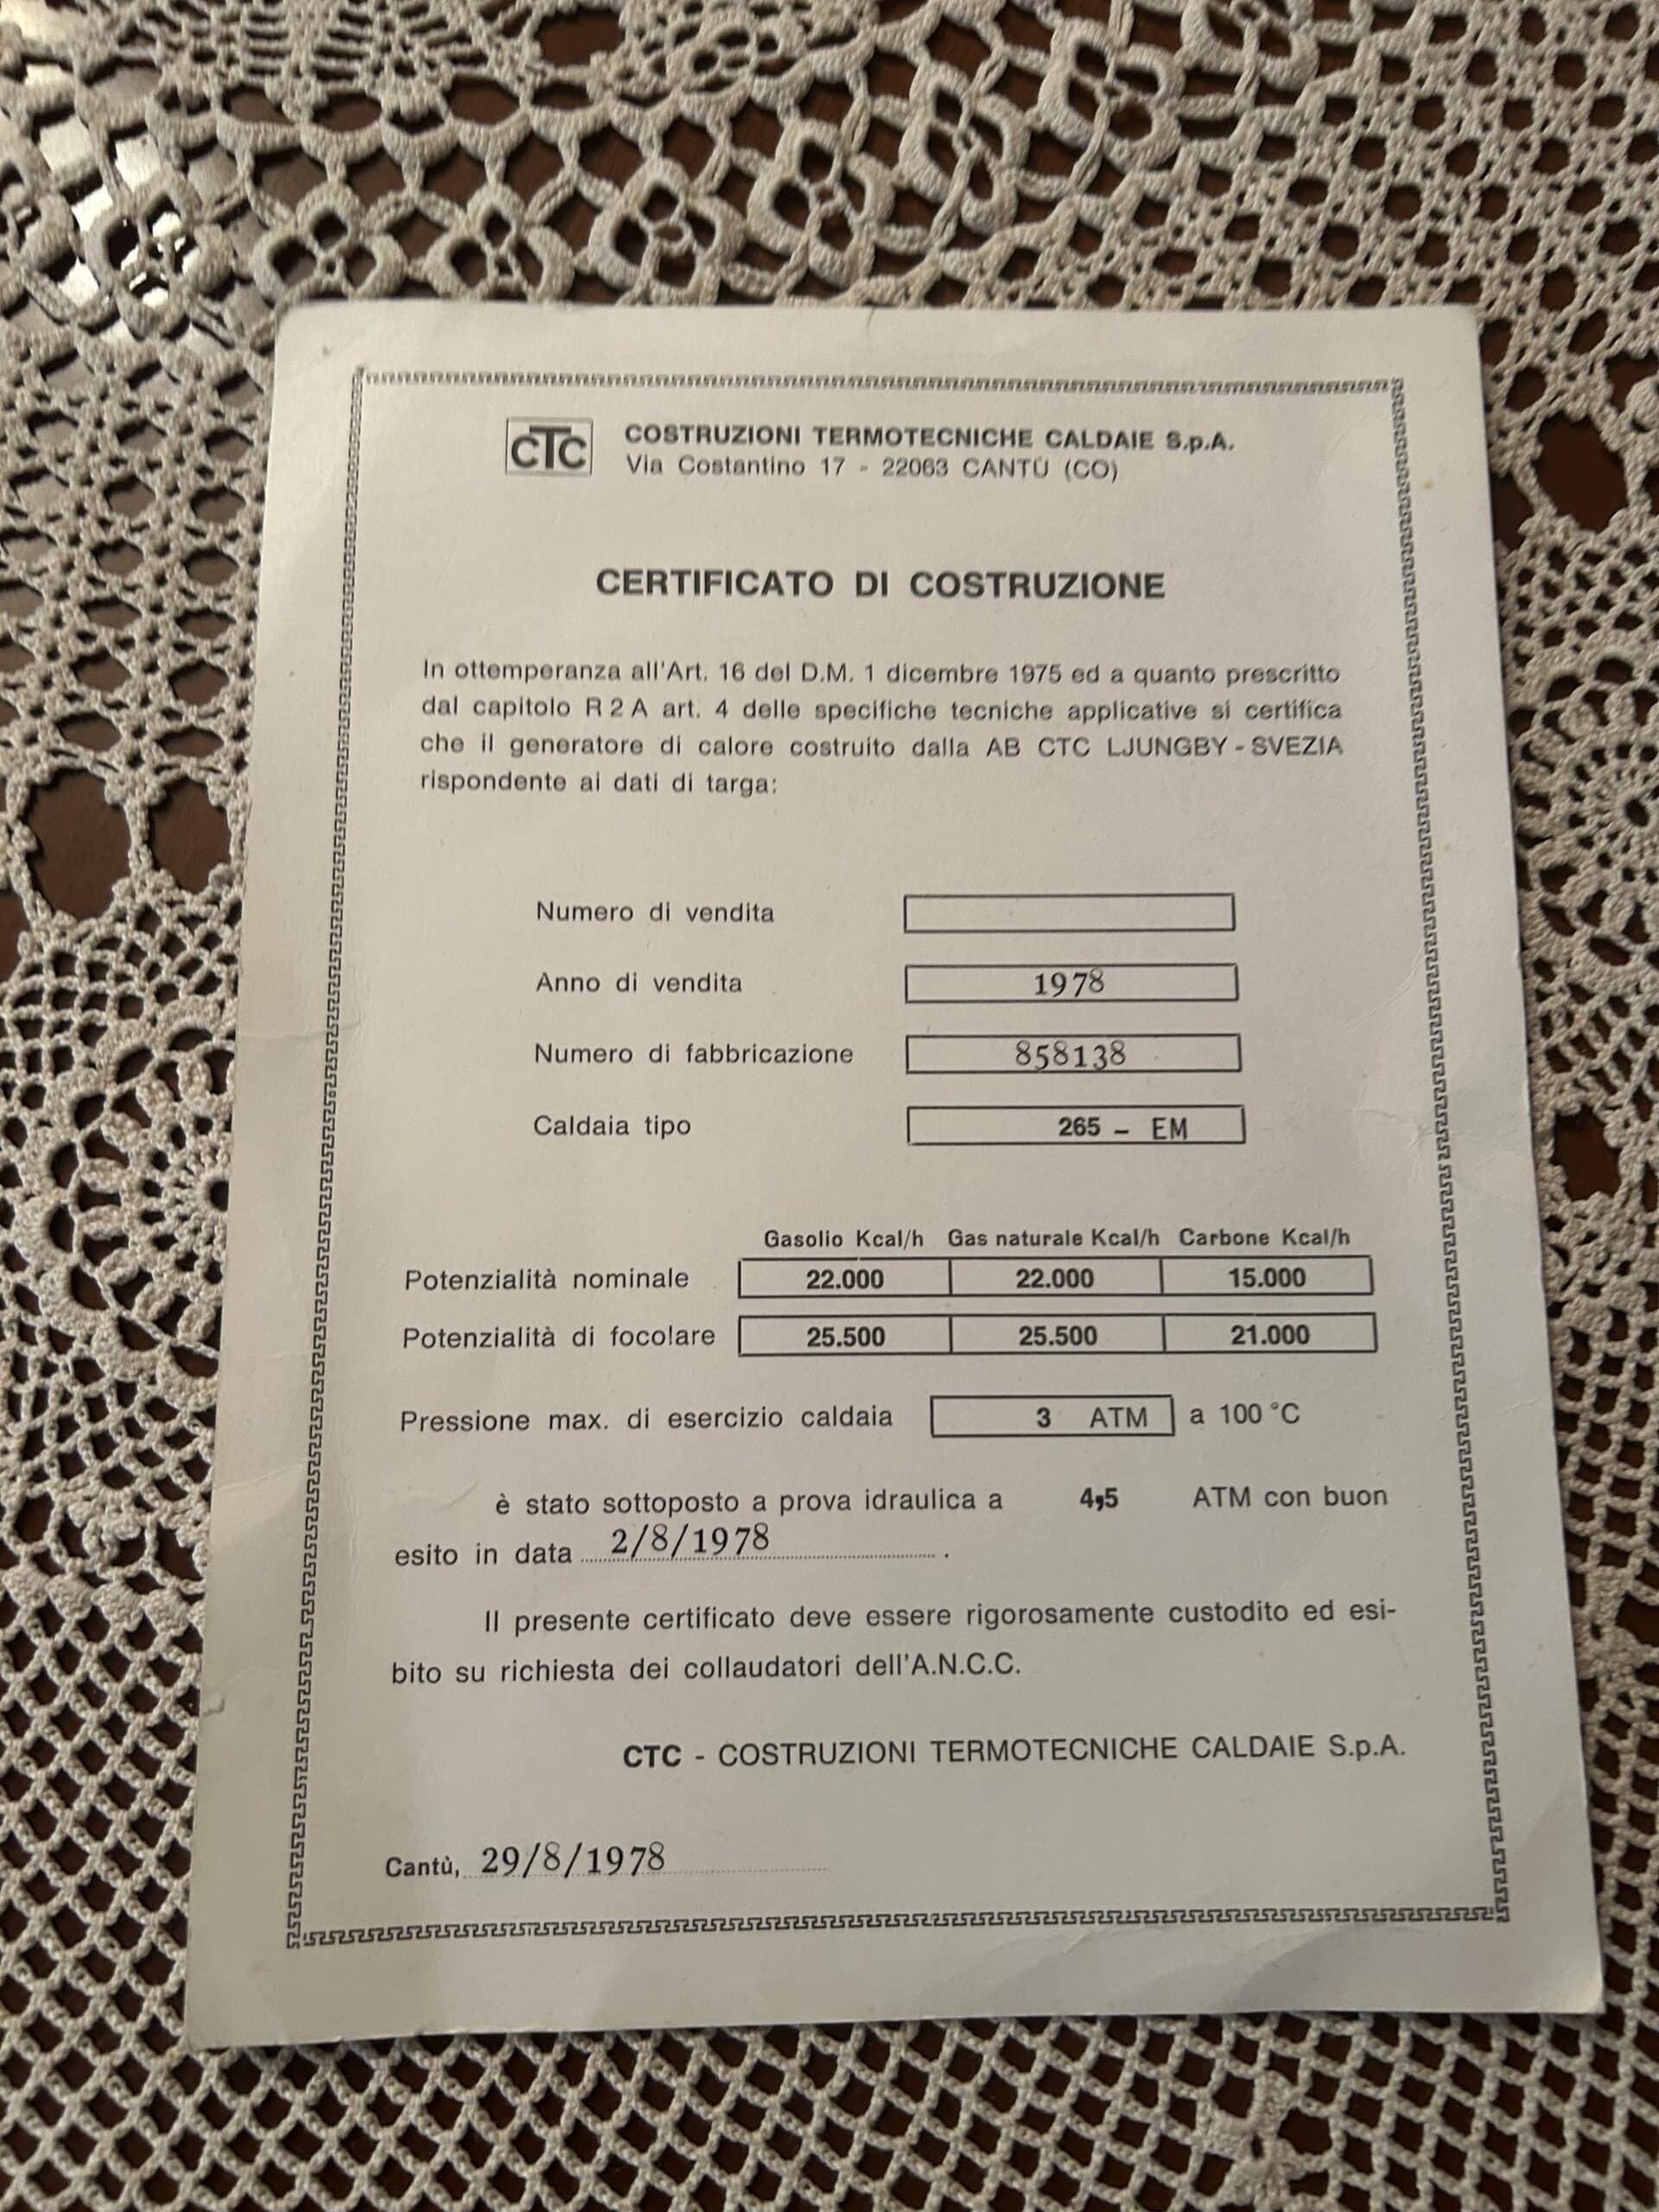 CTC
COSTRUZIONI TERMOTECNICHE CALDAIE S.p.A.
Via Costantino 17 - 22063 CANTÙ (CO)
CERTIFICATO DI COSTRUZIONE
In ottemperanza all'Art. 16 del D.M. 1 dicembre 1975 ed a quanto prescritto
dal capitolo R 2 A art. 4 delle specifiche tecniche applicative si certifica
che il generatore di calore costruito dalla AB CTC LJUNGBY - SVEZIA
rispondente ai dati di targa:
Numero di vendita
Anno di vendita 1978
Numero di fabbricazione 858138
Caldaia tipo 265 - EM
Gasolio Kcal/h Gas naturale Kcal/h Carbone Kcal/h
Potenzialità nominale 22.000 22.000 15.000
Potenzialità di focolare 25.500 25.500 21.000
Pressione max. di esercizio caldaia 3 ATM a 100 °C
è stato sottoposto a prova idraulica a 4,5 ATM con buon
esito in data 2/8/1978 .
Il presente certificato deve essere rigorosamente custodito ed esi-
bito su richiesta dei collaudatori dell'A.N.C.C.
CTC - COSTRUZIONI TERMOTECNICHE CALDAIE S.p.A.
Cantù, 29/8/1978